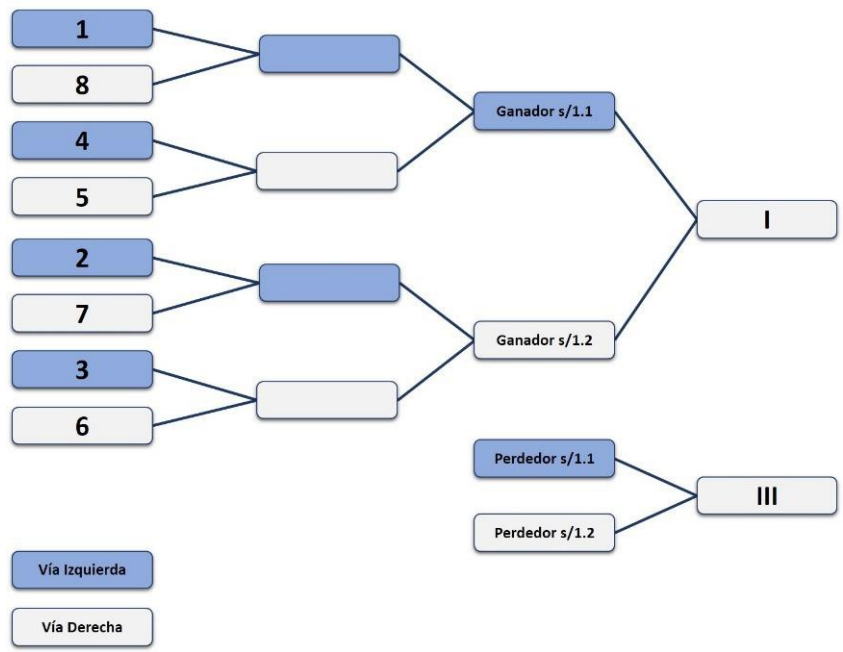 1
8
4
5
2
7
3
6
Ganador s/1.1
Ganador s/1.2
I
Perdedor s/1.1
Perdedor s/1.2
III
Vía Izquierda
Vía Derecha